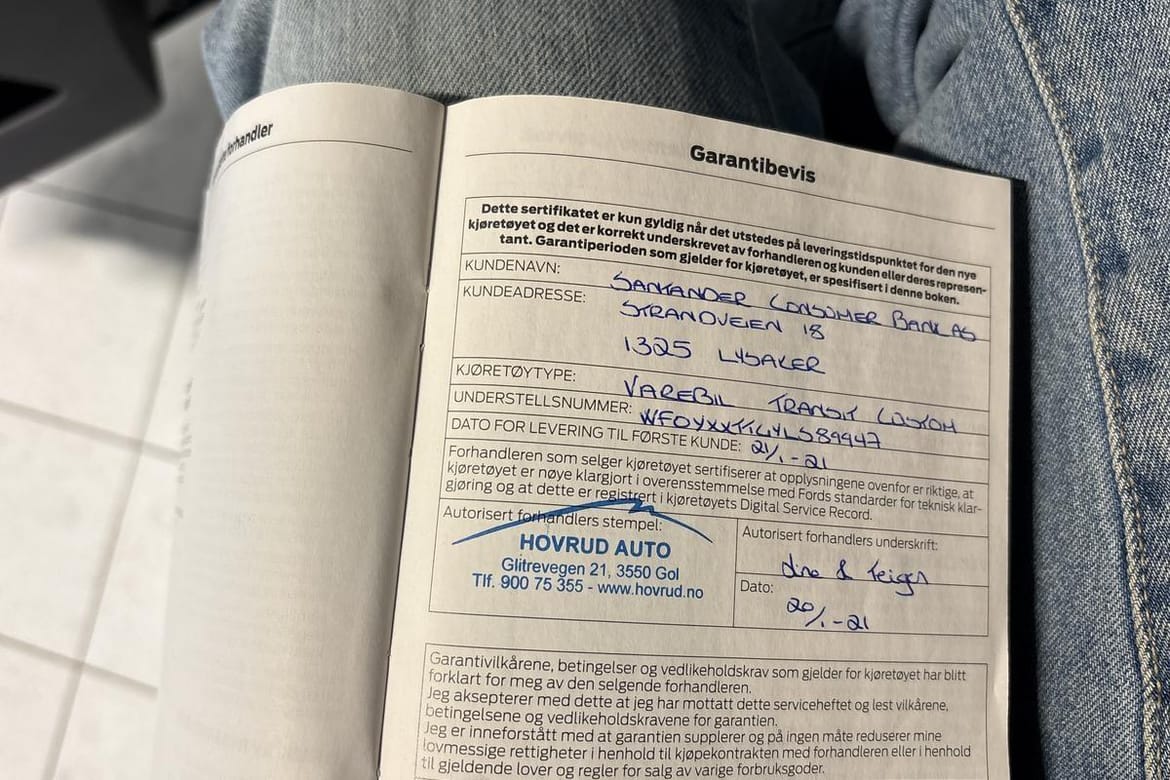 forhandler
Garantibevis
Dette sertifikatet er kun gyldig når det utstedes på leveringstidspunktet for den nye
kjøretøyet og det er korrekt underskrevet av forhandleren og kunden eller deres represen-
tant. Garantiperioden som gjelder for kjøretøyet, er spesifisert i denne boken.
KUNDENAVN: SANTANDER CONSUMER BANK AS
KUNDEADRESSE: STRANDVEIEN 18
1325 LYSAKER
KJØRETØYTYPE: VAREBIL TRANSIT CUSTOM
UNDERSTELLSNUMMER:
DATO FOR LEVERING TIL FØRSTE KUNDE: 21/1-21
Forhandleren som selger kjøretøyet sertifiserer at opplysningene ovenfor er riktige, at
kjøretøyet er nøye klargjort i overensstemmelse med Fords standarder for teknisk klar-
gjøring og at dette er registrert i kjøretøyets Digital Service Record.
Autorisert forhandlers stempel:
HOVRUD AUTO
Glitrevegen 21, 3550 Gol
Tlf. 900 75 355 - www.hovrud.no
Autorisert forhandlers underskrift:
Dato:
20/1-21
Garantivilkårene, betingelser og vedlikeholdskrav som gjelder for kjøretøyet har blitt
forklart for meg av den selgende forhandleren.
Jeg aksepterer med dette at jeg har mottatt dette serviceheftet og lest vilkårene,
betingelsene og vedlikeholdskravene for garantien.
Jeg er inneforstått med at garantien supplerer og på ingen måte reduserer mine
lovmessige rettigheter i henhold til kjøpekontrakten med forhandleren eller i henhold
til gjeldende lover og regler for salg av varige forbruksgoder.